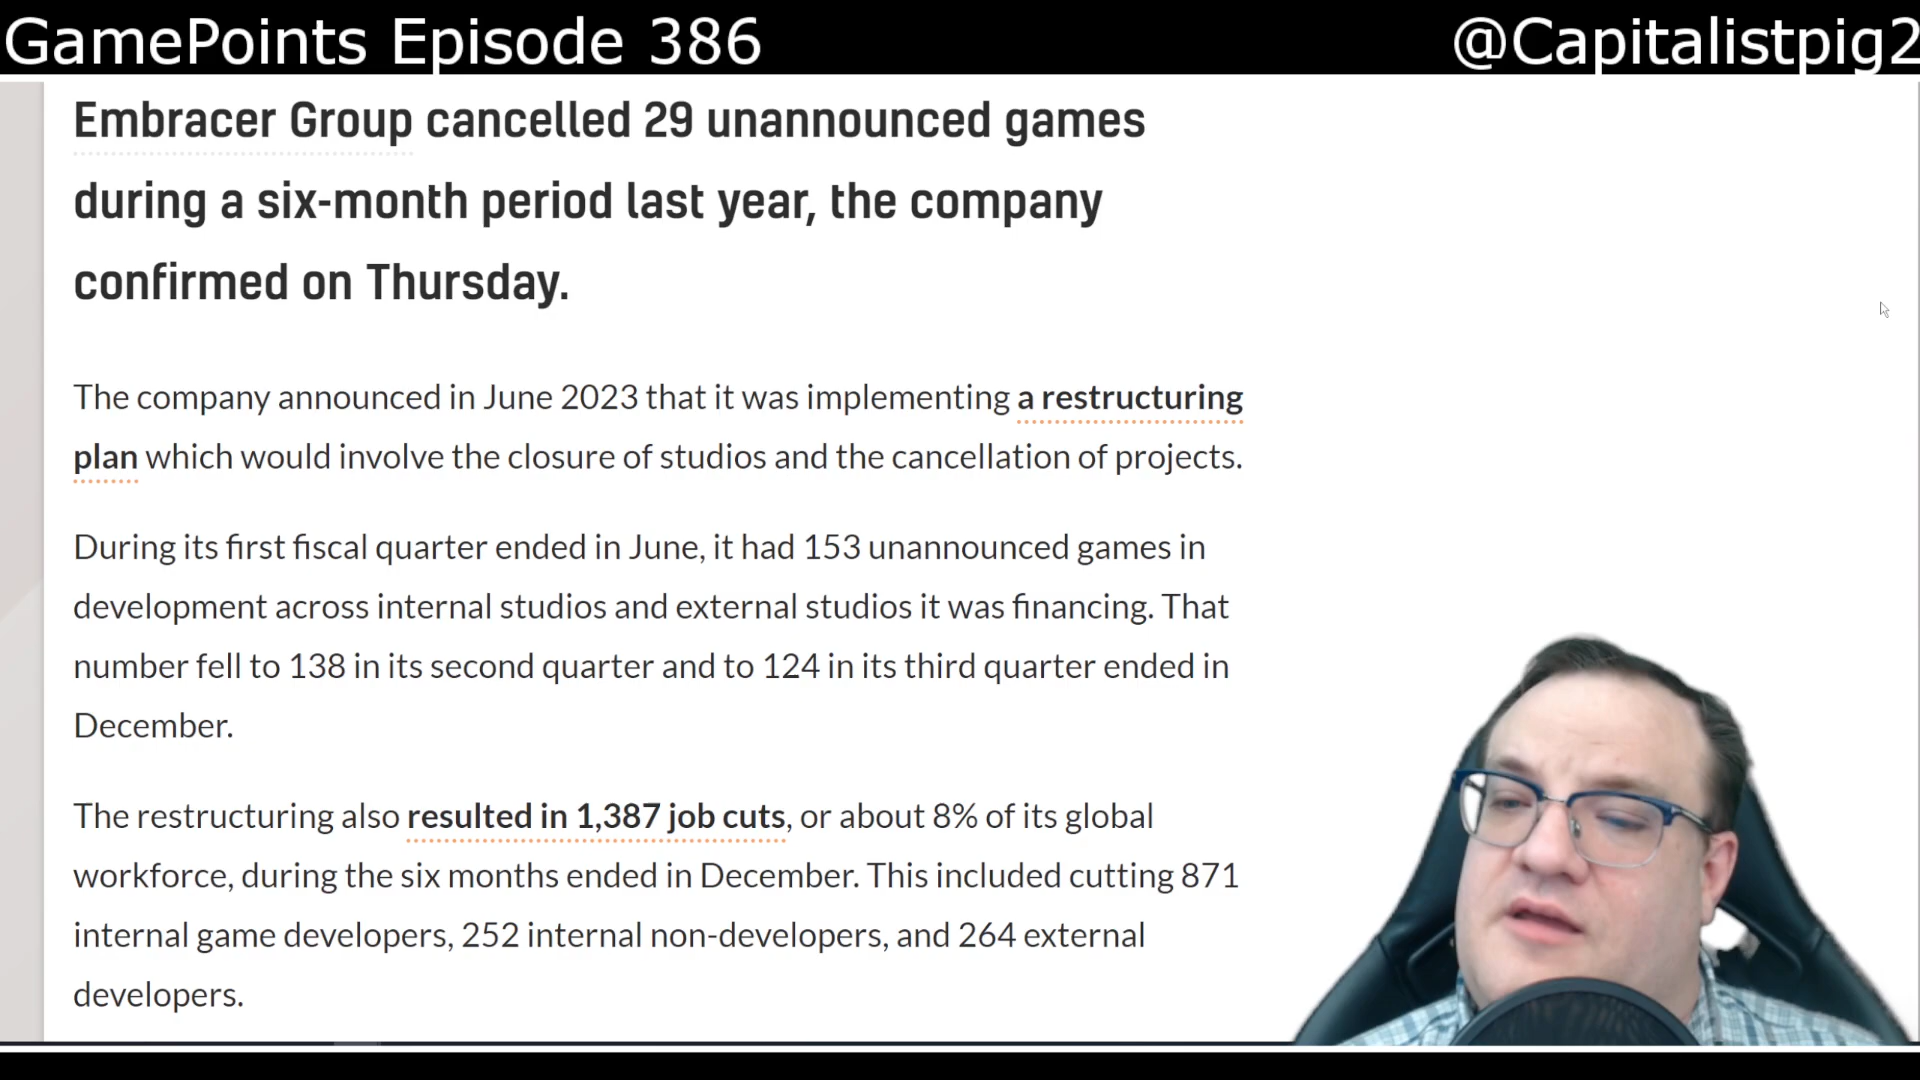 GamePoints Episode 386
@Capitalistpig2
Embracer Group cancelled 29 unannounced games
during a six-month period last year, the company
confirmed on Thursday.
The company announced in June 2023 that it was implementing a restructuring
plan which would involve the closure of studios and the cancellation of projects.
During its first fiscal quarter ended in June, it had 153 unannounced games in
development across internal studios and external studios it was financing. That
number fell to 138 in its second quarter and to 124 in its third quarter ended in
December.
The restructuring also resulted in 1,387 job cuts, or about 8% of its global
workforce, during the six months ended in December. This included cutting 871
internal game developers, 252 internal non-developers, and 264 external
developers.